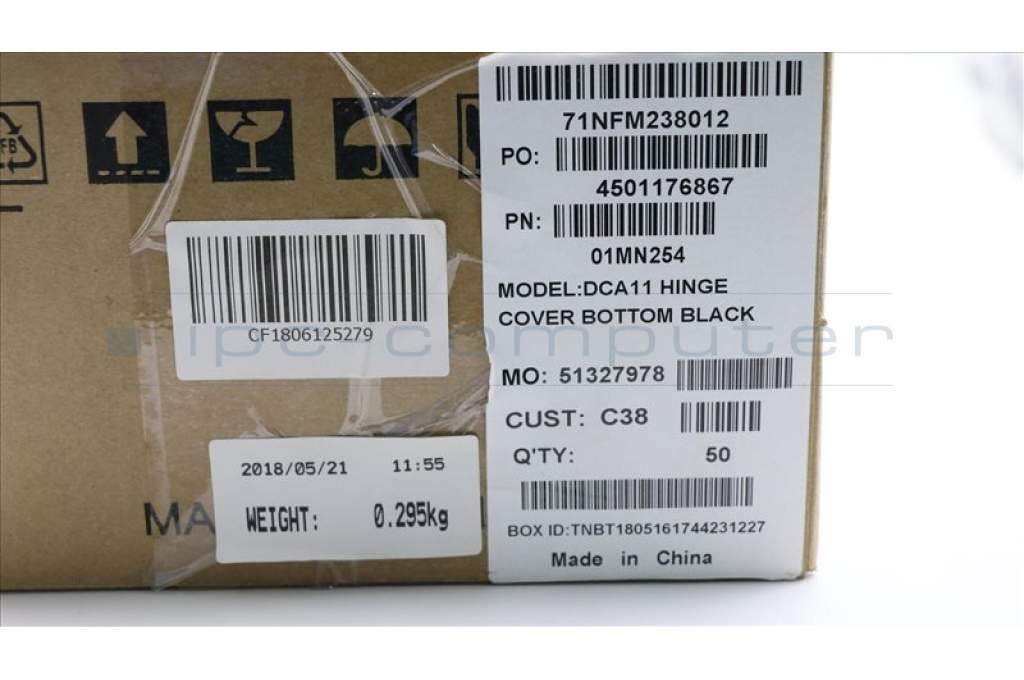 71NFM238012
PO:
4501176867
PN:
01MN254
MODEL:DCA11 HINGE
COVER BOTTOM BLACK
MO: 51327978
CUST: C38
Q'TY: 50
BOX ID:TNBT1805161744231227
Made in China
CF1806125279
2018/05/21 11:55
WEIGHT: 0.295kg
MA
ipc-computer